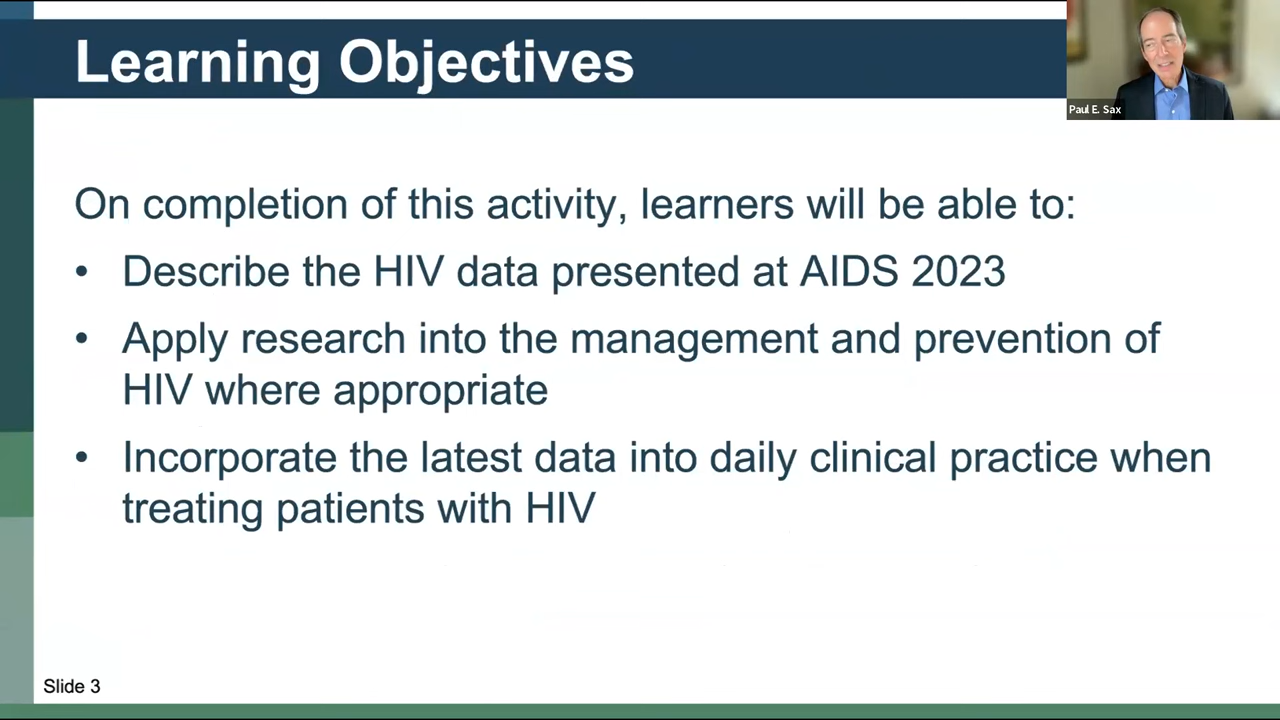 Learning Objectives
Paul E. Sax
On completion of this activity, learners will be able to:
• Describe the HIV data presented at AIDS 2023
• Apply research into the management and prevention of
HIV where appropriate
• Incorporate the latest data into daily clinical practice when
treating patients with HIV
Slide 3